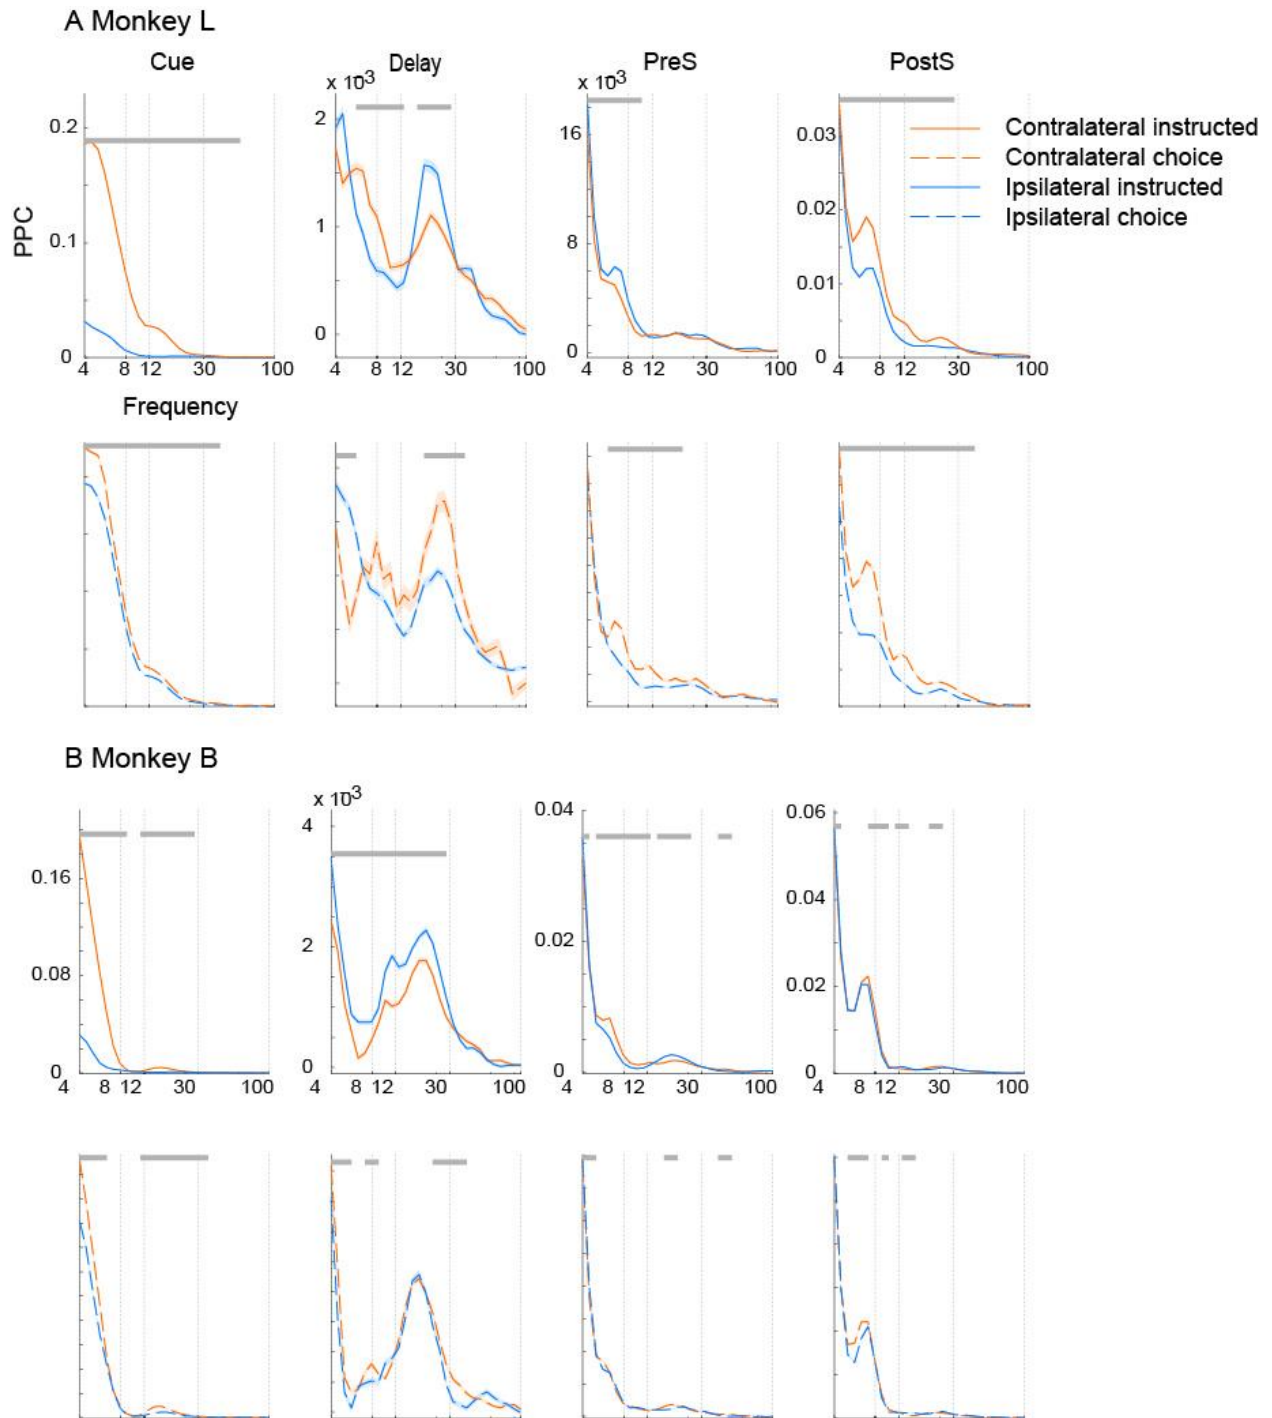 A Monkey L
Cue Delay PreS PostS
x 10⁻³ x 10⁻³
0.2 2 16 0.03 Contralateral instructed
Contralateral choice
Ipsilateral instructed
Ipsilateral choice
PPC
0.1 1 8 0.02
0.01
0 0 0 0
4 8 12 30 100 4 8 12 30 100 4 8 12 30 100 4 8 12 30 100
Frequency
B Monkey B
x 10⁻³
4 0.04 0.06
0.16 0.04
2 0.02
0.08 0.02
0 0 0 0
4 8 12 30 100 4 8 12 30 100 4 8 12 30 100 4 8 12 30 100